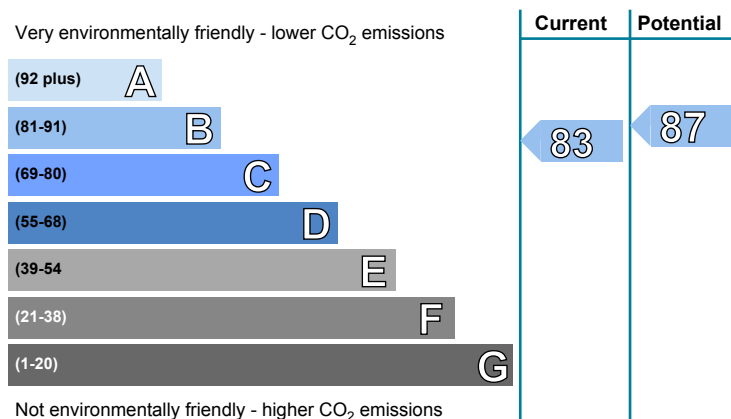 Very environmentally friendly - lower CO2 emissions
Current
Potential
(92 plus) A
(81-91) B
83
87
(69-80) C
(55-68) D
(39-54 E
(21-38) F
(1-20) G
Not environmentally friendly - higher CO2 emissions